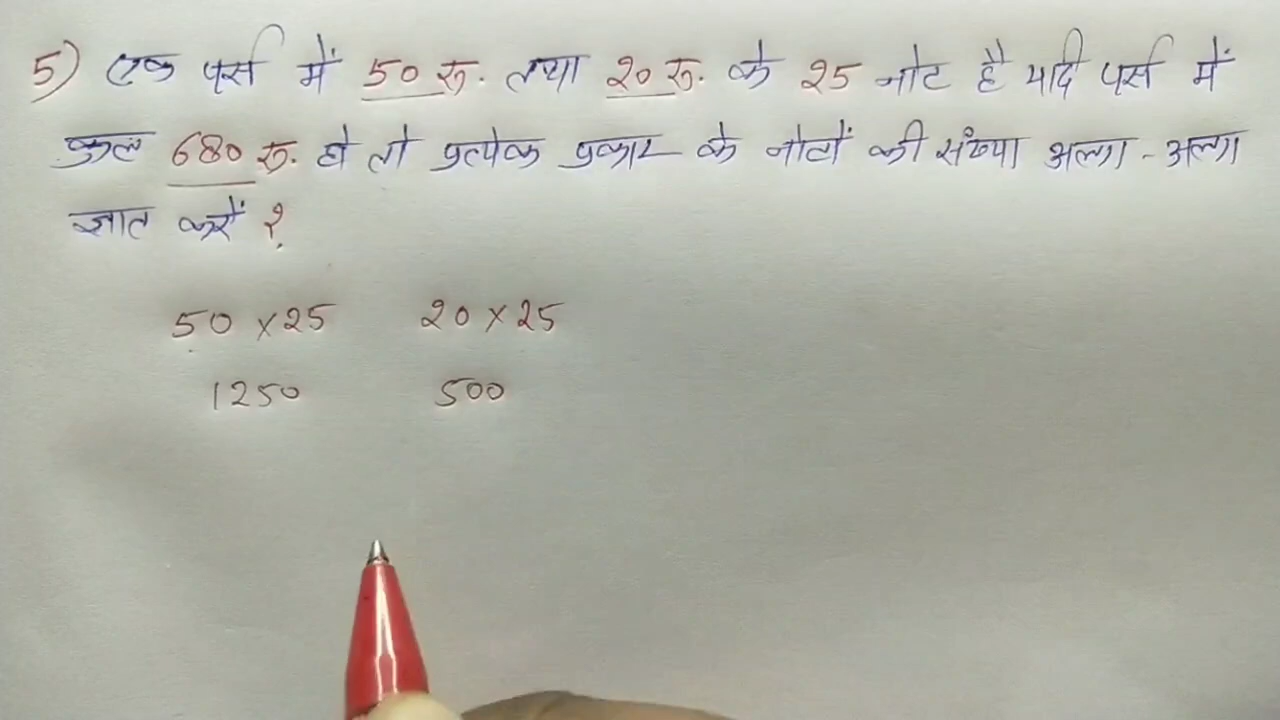 5) एक पर्स में 50 रु. तथा 20 रु. के 25 नोट है यदि पर्स में
कुल 680 रु. हो तो प्रत्येक प्रकार के नोटों की संख्या अलग - अलग
ज्ञात करें ?
50 × 25 20 × 25
1250 500